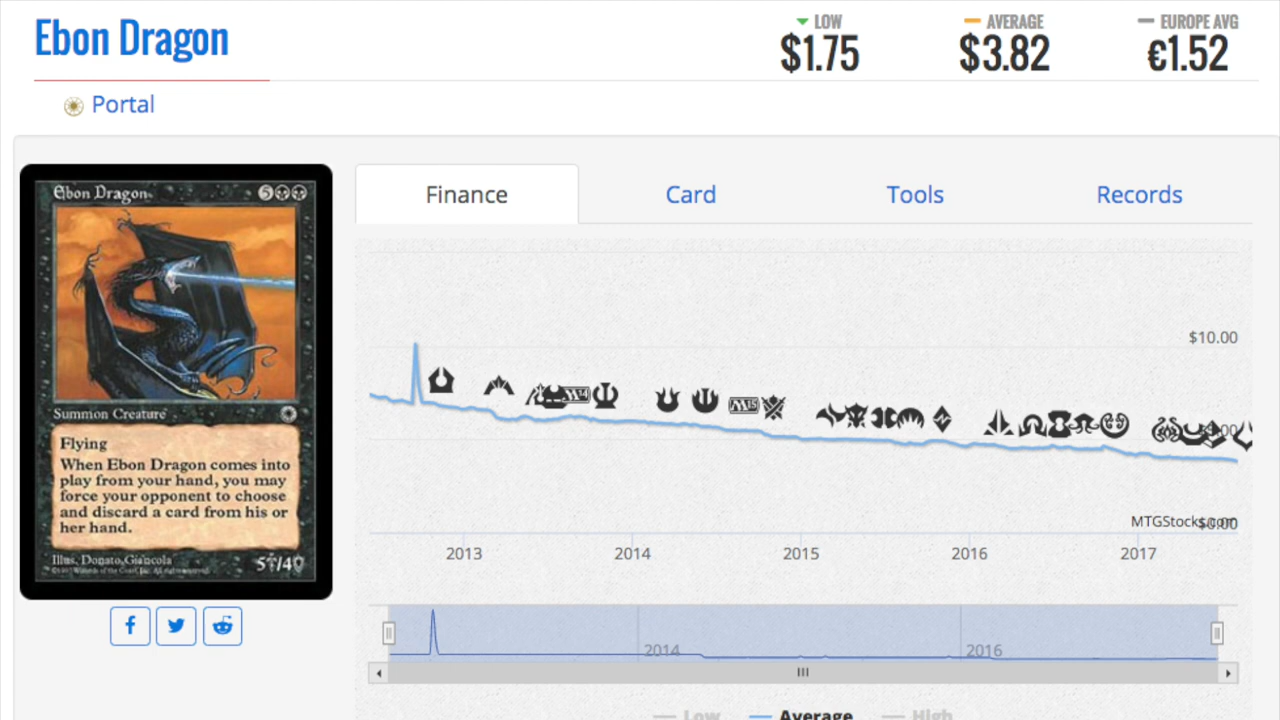 Ebon Dragon
LOW
$1.75
AVERAGE
$3.82
EUROPE AVG
€1.52
Portal
Finance
Card
Tools
Records
Ebon Dragon
5
Summon Creature
Flying
When Ebon Dragon comes into
play from your hand, you may
force your opponent to choose
and discard a card from his or
her hand.
Illus. Donato Giancola
5/4
$10.00
MTGStocks.com
$0.00
2013
2014
2015
2016
2017
2014
2016
Low
Average
High